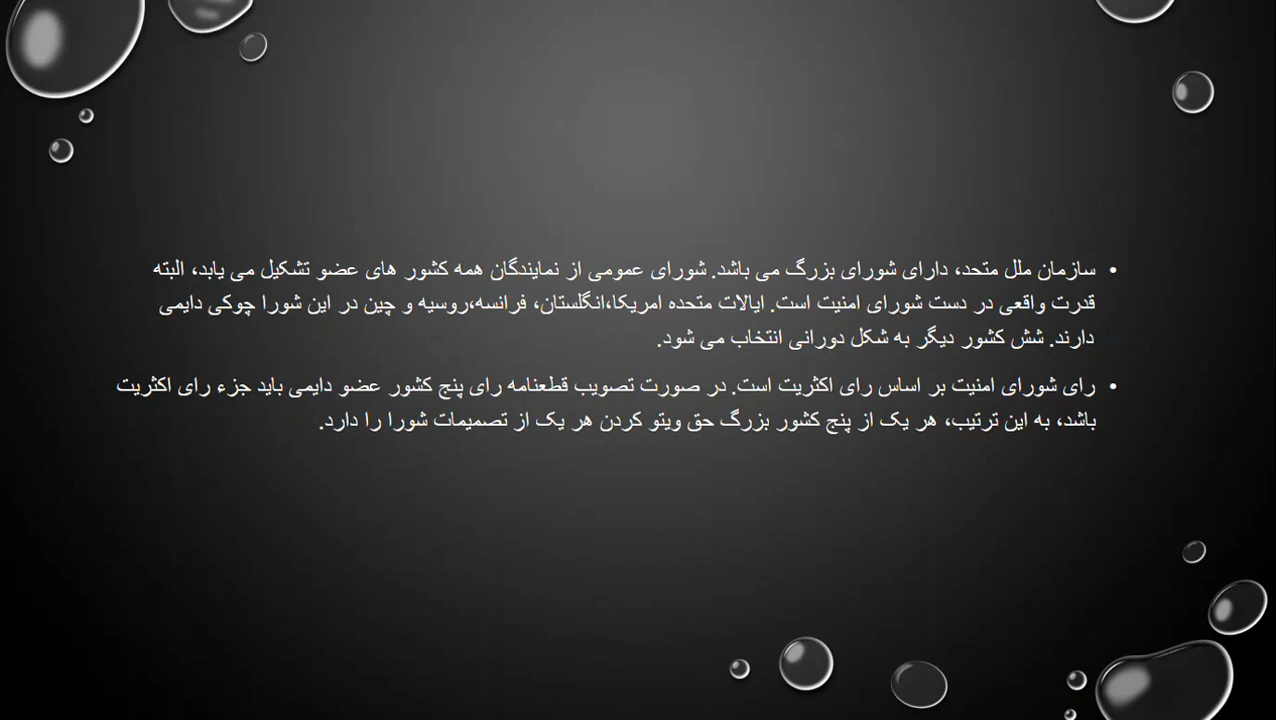 • سازمان ملل متحد، دارای شورای بزرگ می باشد. شورای عمومی از نمایندگان همه کشور های عضو تشکیل می یابد، البته
قدرت واقعی در دست شورای امنیت است. ایالات متحده امریکا،انگلستان، فرانسه،روسیه و چین در این شورا چوکی دایمی
دارند. شش کشور دیگر به شکل دورانی انتخاب می شود.
• رای شورای امنیت بر اساس رای اکثریت است. در صورت تصویب قطعنامه رای پنج کشور عضو دایمی باید جزء رای اکثریت
باشد، به این ترتیب، هر یک از پنج کشور بزرگ حق ویتو کردن هر یک از تصمیمات شورا را دارد.